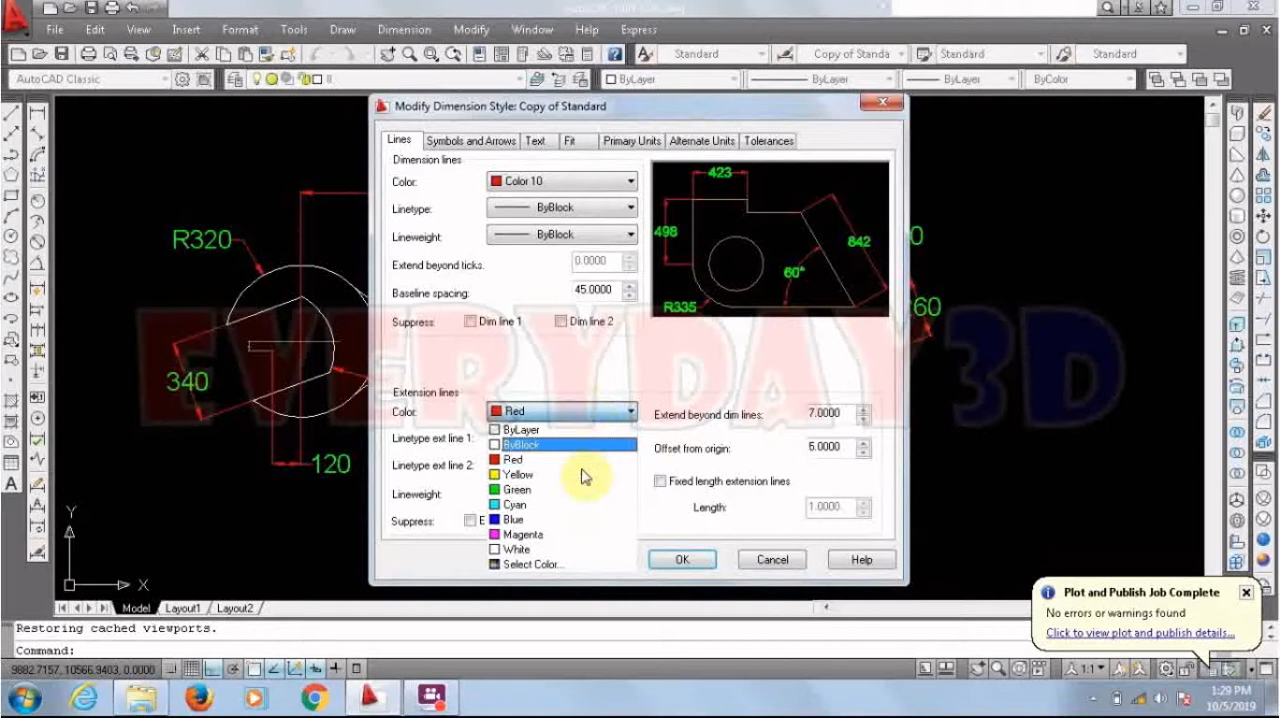 File Edit View Insert Format Tools Draw Dimension Modify Window Help Express
Standard Copy of Standa Standard Standard
AutoCAD Classic ByLayer ByLayer ByLayer ByColor
Modify Dimension Style: Copy of Standard
Lines Symbols and Arrows Text Fit Primary Units Alternate Units Tolerances
Dimension lines
Color: Color 10
Linetype: ByBlock
Lineweight: ByBlock
Extend beyond ticks: 0.0000
Baseline spacing: 45.0000
Suppress: Dim line 1 Dim line 2
423
498
842
60°
R335
R320
340
120
60
EVERYDAY3D
Extension lines
Color: Red
Linetype ext line 1:
Linetype ext line 2:
Lineweight:
Suppress: E
ByLayer
ByBlock
Red
Yellow
Green
Cyan
Blue
Magenta
White
Select Color...
Extend beyond dim lines: 7.0000
Offset from origin: 5.0000
Fixed length extension lines
Length: 1.0000
OK Cancel Help
Y
X
Model Layout1 Layout2
Restoring cached viewports.
Command:
Plot and Publish Job Complete
No errors or warnings found
Click to view plot and publish details...
9882.7157, 10566.9403, 0.0000
1:1
1:29 PM
10/5/2019